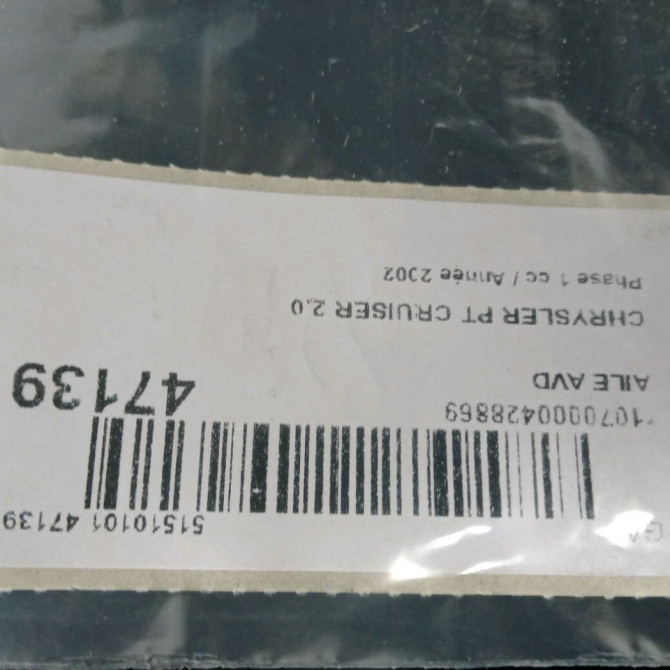 51510101 47139
*1070000428869
47139
AILE AVD
CHRYSLER PT CRUISER 2.0
Phase 1 cc / Année 2002